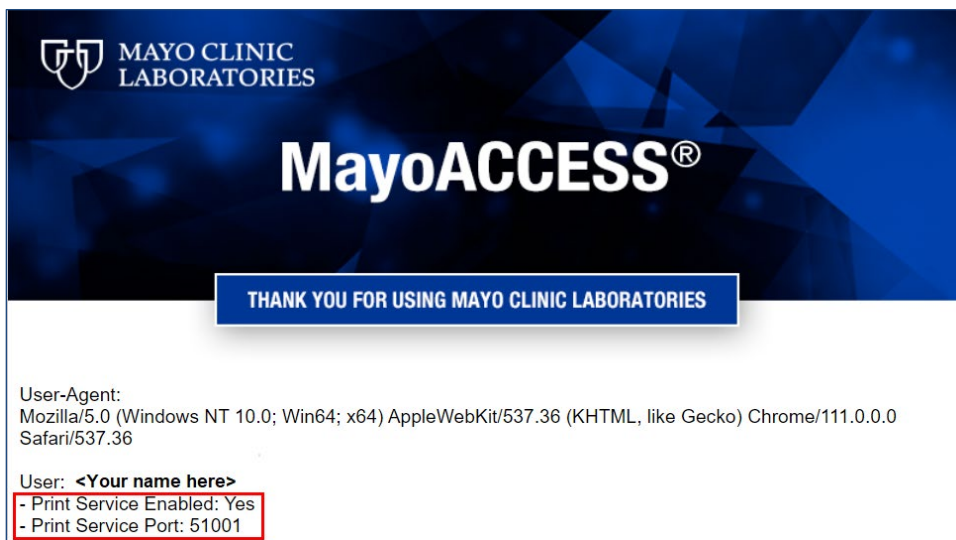 MAYO CLINIC
LABORATORIES
MayoACCESS®
THANK YOU FOR USING MAYO CLINIC LABORATORIES
User-Agent:
Mozilla/5.0 (Windows NT 10.0; Win64; x64) AppleWebKit/537.36 (KHTML, like Gecko) Chrome/111.0.0.0
Safari/537.36
User: <Your name here>
- Print Service Enabled: Yes
- Print Service Port: 51001